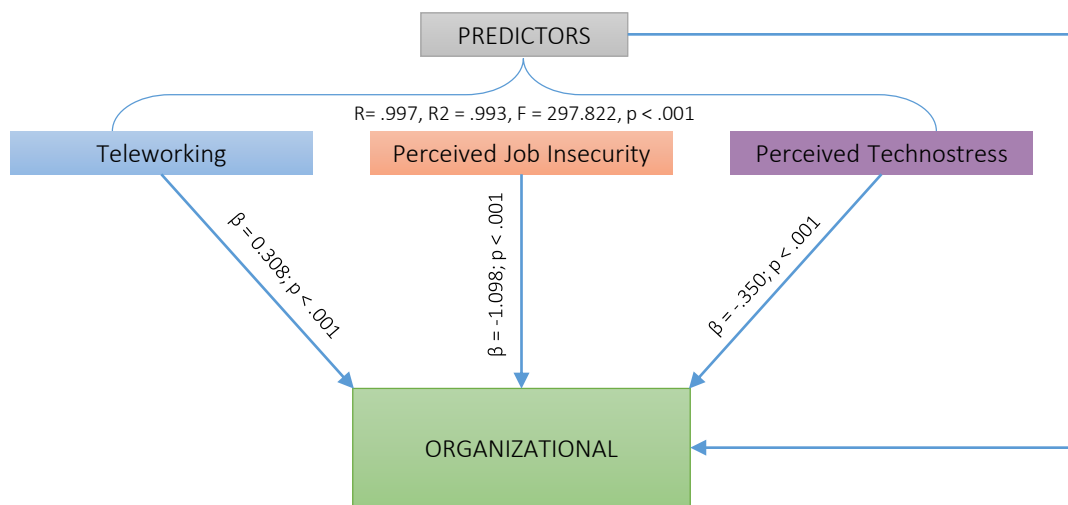 PREDICTORS
R= .997, R2 = .993, F = 297.822, p < .001
Teleworking
Perceived Job Insecurity
Perceived Technostress
β = 0.308; p < .001
β = -1.098; p < .001
β = -.350; p < .001
ORGANIZATIONAL